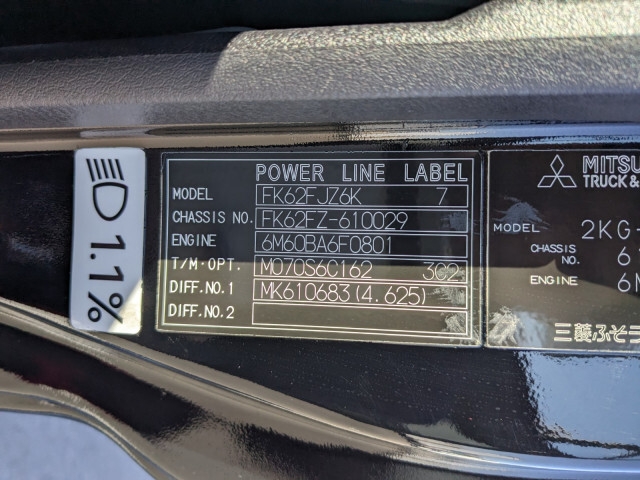 POWER LINE LABEL
MODEL FK62FJZ6K 7
CHASSIS NO. FK62FZ-610029
ENGINE 6M60BA6F0801
T/M·OPT. M070S6C162 3C2
DIFF.NO.1 MK610683(4.625)
DIFF.NO.2
1.1%
MITSU
TRUCK &
MODEL 2KG-
CHASSIS NO. 6
ENGINE 6M
三菱ふそう